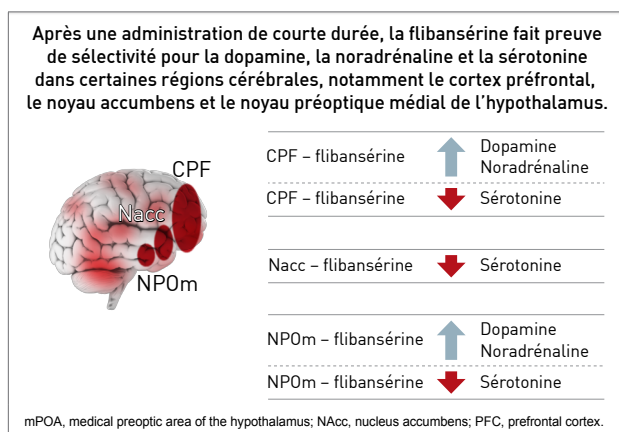 Après une administration de courte durée, la flibansérine fait preuve
de sélectivité pour la dopamine, la noradrénaline et la sérotonine
dans certaines régions cérébrales, notamment le cortex préfrontal,
le noyau accumbens et le noyau préoptique médial de l'hypothalamus.
CPF
Nacc
NPOm
CPF – flibansérine Dopamine
Noradrénaline
CPF – flibansérine Sérotonine
Nacc – flibansérine Sérotonine
NPOm – flibansérine Dopamine
Noradrénaline
NPOm – flibansérine Sérotonine
mPOA, medical preoptic area of the hypothalamus; NAcc, nucleus accumbens; PFC, prefrontal cortex.